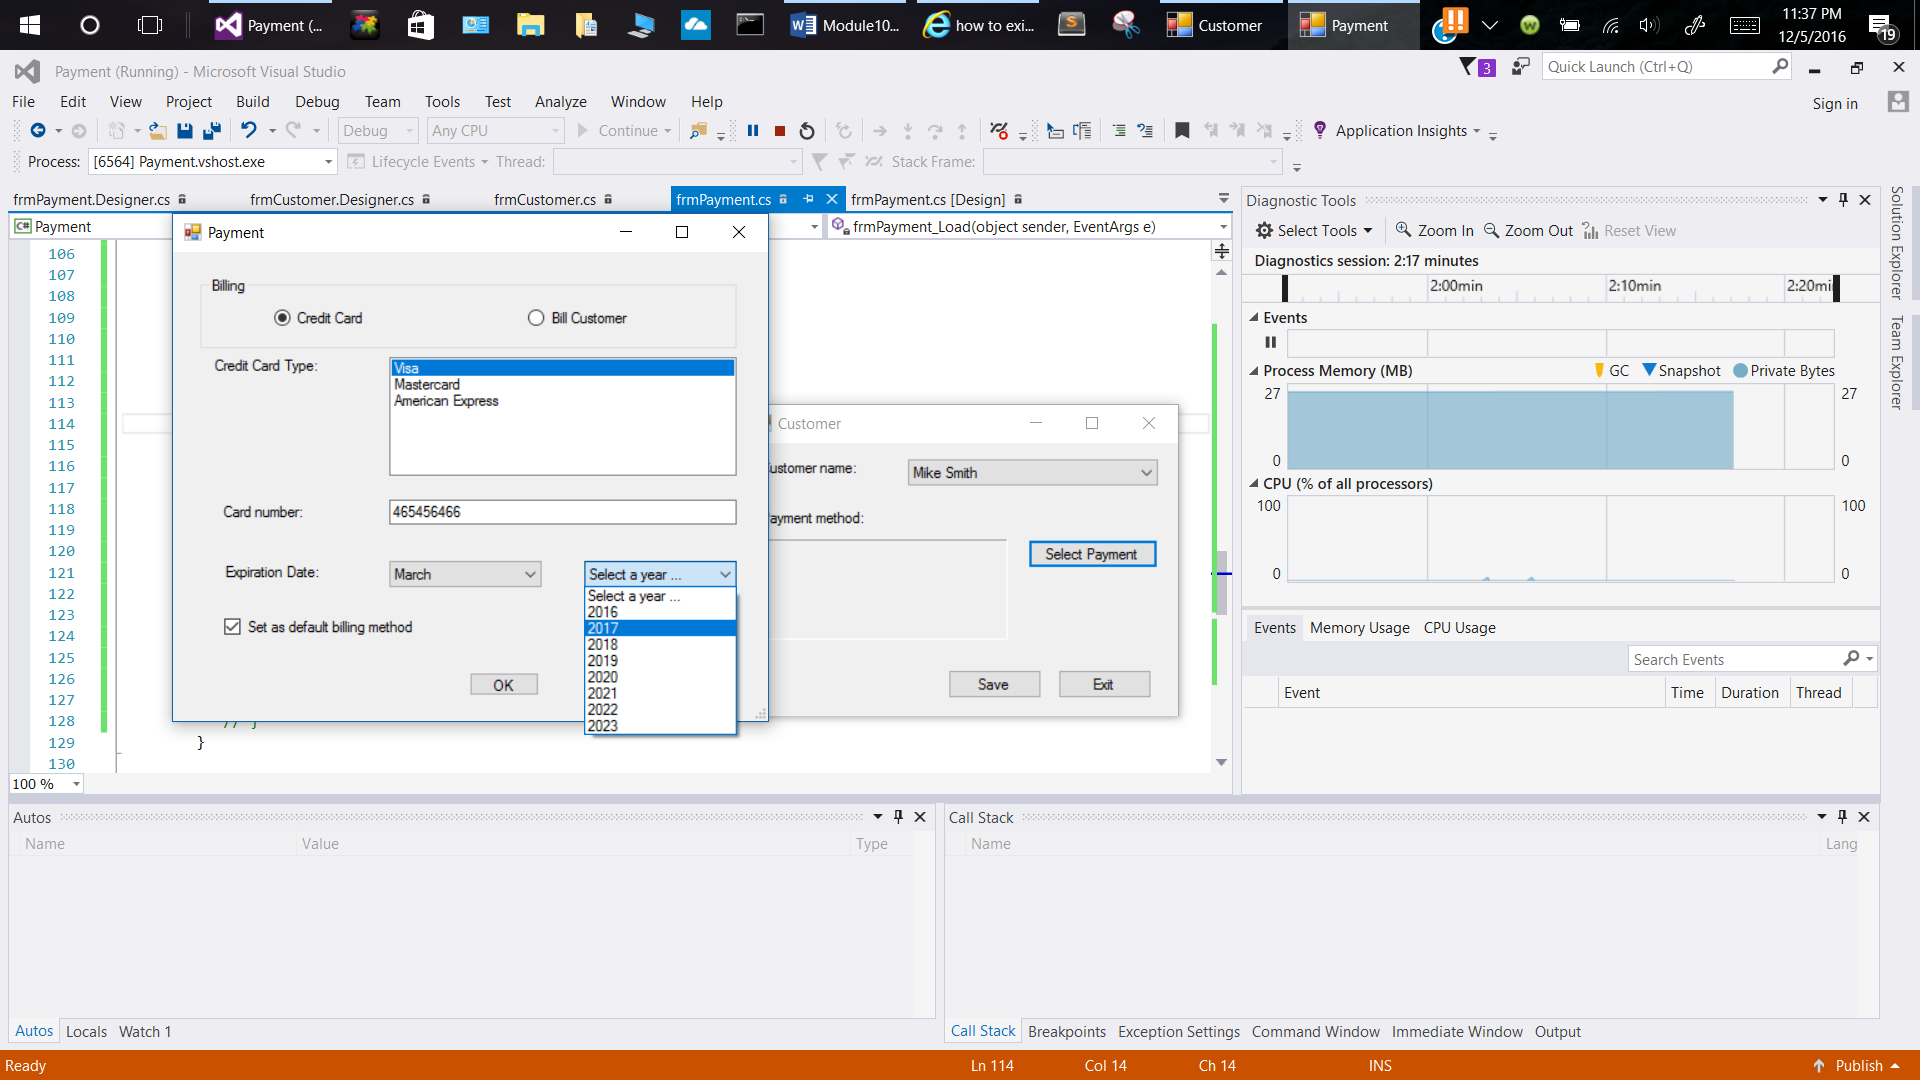 Payment (...
Module10...
how to exi...
Customer
Payment
11:37 PM
12/5/2016
19
Payment (Running) - Microsoft Visual Studio
3
Quick Launch (Ctrl+Q)
File Edit View Project Build Debug Team Tools Test Analyze Window Help
Sign in
Debug Any CPU Continue Application Insights
Process: [6564] Payment.vshost.exe Lifecycle Events Thread: Stack Frame:
frmPayment.Designer.cs frmCustomer.Designer.cs frmCustomer.cs frmPayment.cs frmPayment.cs [Design]
C# Payment
frmPayment_Load(object sender, EventArgs e)
106
107
108
109
110
111
112
113
114
115
116
117
118
119
120
121
122
123
124
125
126
127
128
// }
129
}
130
100 %
Payment
Billing
Credit Card Bill Customer
Credit Card Type:
Visa
Mastercard
American Express
Card number: 465456466
Expiration Date: March Select a year ...
Select a year ...
2016
2017
2018
2019
2020
2021
2022
2023
Set as default billing method
OK
Customer
ustomer name: Mike Smith
ayment method:
Select Payment
Save Exit
Diagnostic Tools
Select Tools Zoom In Zoom Out Reset View
Diagnostics session: 2:17 minutes
2:00min 2:10min 2:20mi
Events
Process Memory (MB) GC Snapshot Private Bytes
27 27
0 0
CPU (% of all processors)
100 100
0 0
Events Memory Usage CPU Usage
Search Events
Event Time Duration Thread
Solution Explorer
Team Explorer
Autos
Name Value Type
Autos Locals Watch 1
Call Stack
Name Lang
Call Stack Breakpoints Exception Settings Command Window Immediate Window Output
Ready Ln 114 Col 14 Ch 14 INS Publish